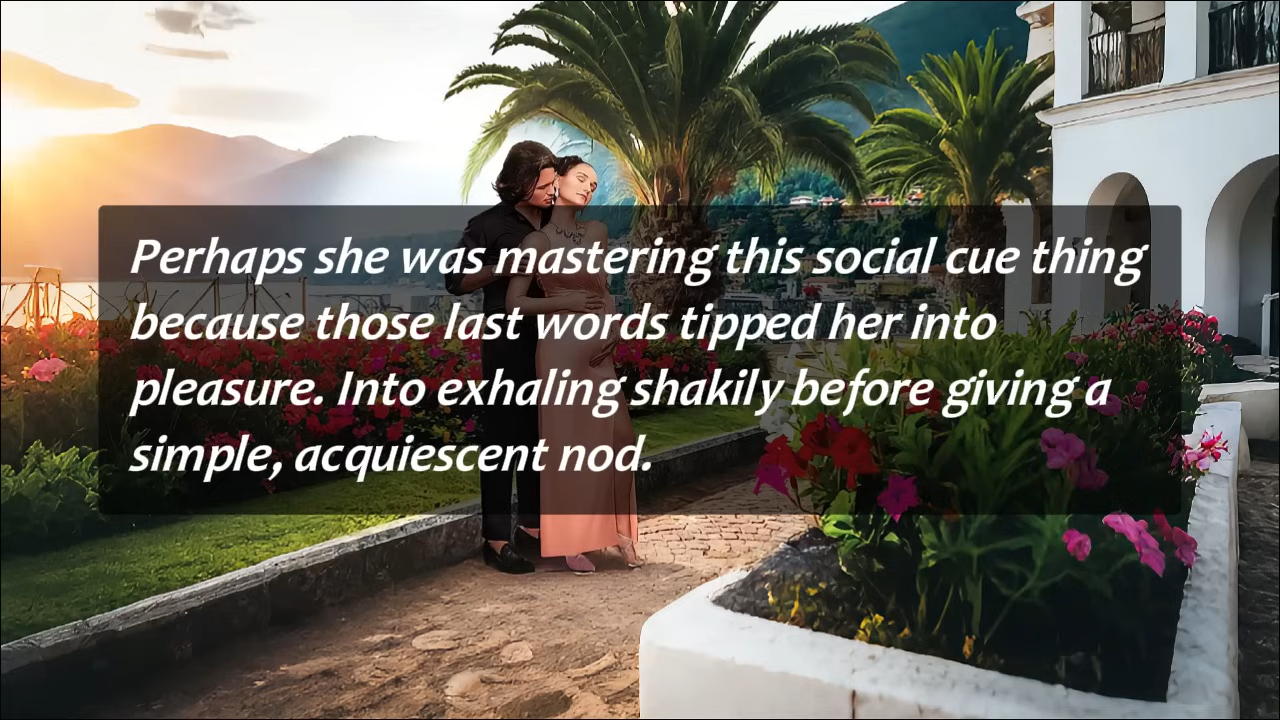 Perhaps she was mastering this social cue thing
because those last words tipped her into
pleasure. Into exhaling shakily before giving a
simple, acquiescent nod.